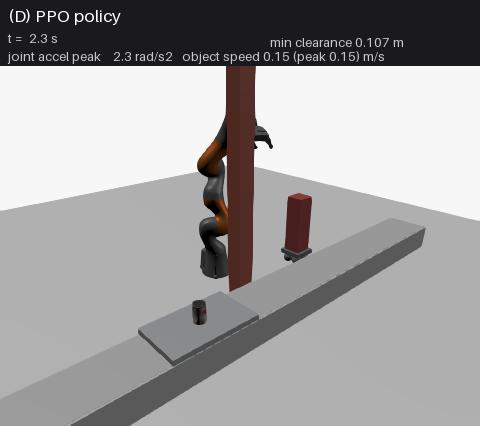 (D) PPO policy
t =  2.3 s
min clearance 0.107 m
joint accel peak    2.3 rad/s2   object speed 0.15 (peak 0.15) m/s